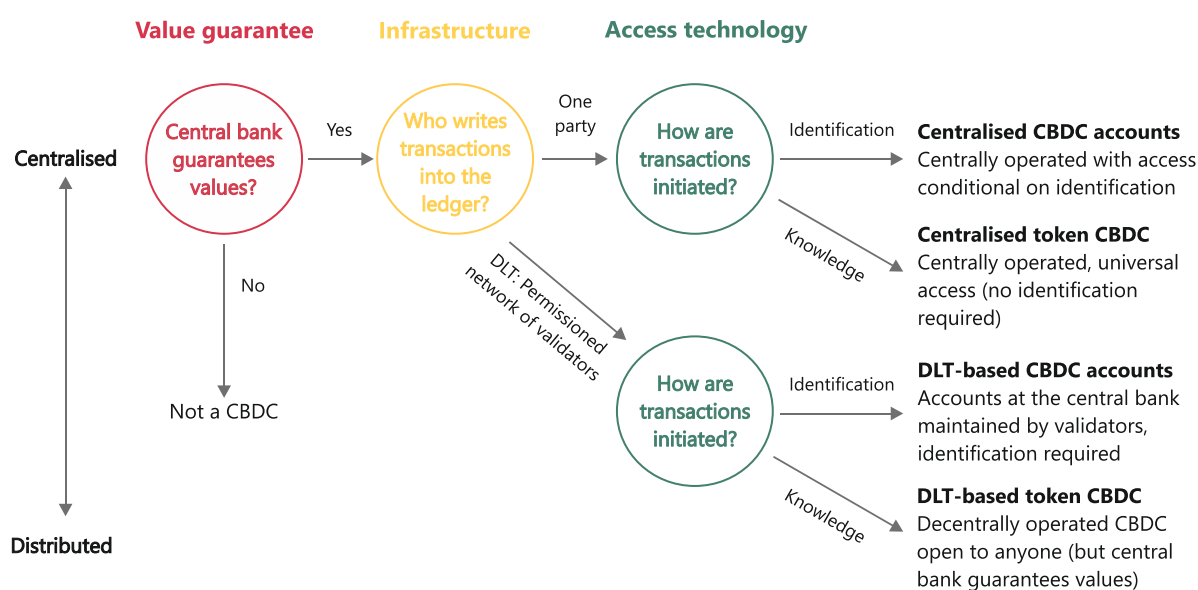 Value guarantee
Infrastructure
Access technology
Centralised
Distributed
Central bank
guarantees
values?
Yes
No
Not a CBDC
Who writes
transactions
into the
ledger?
One
party
DLT: Permissioned
network of validators
How are
transactions
initiated?
Identification
Knowledge
Centralised CBDC accounts
Centrally operated with access
conditional on identification
Centralised token CBDC
Centrally operated, universal
access (no identification
required)
How are
transactions
initiated?
Identification
Knowledge
DLT-based CBDC accounts
Accounts at the central bank
maintained by validators,
identification required
DLT-based token CBDC
Decentrally operated CBDC
open to anyone (but central
bank guarantees values)